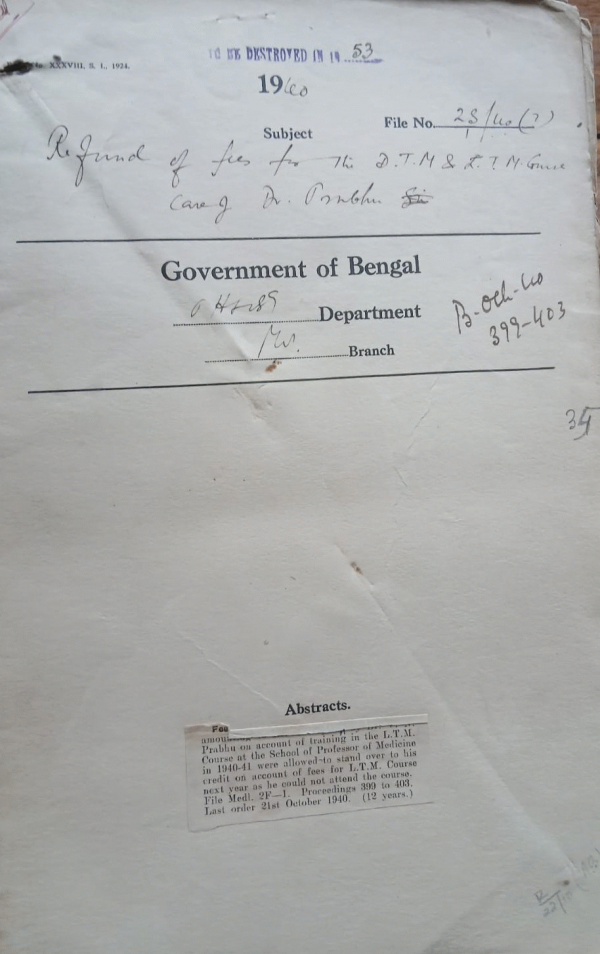 XXXVIII, S. I., 1924.
TO BE DESTROYED IN 19 53
1940
File No.
Subject
Refund of fees for the D.T.M & L.T.M. Course
Case of Dr. Prabhu
Government of Bengal
Department
Branch
B-Oct-40
399-403
Abstracts.
Prabhu on account of training in the L.T.M.
Course at the School of Professor of Medicine
in 1940-41 were allowed to stand over to his
credit on account of fees for L.T.M. Course
next year as he could not attend the course.
File Medl. 2F—1. Proceedings 399 to 403.
Last order 21st October 1940. (12 years.)